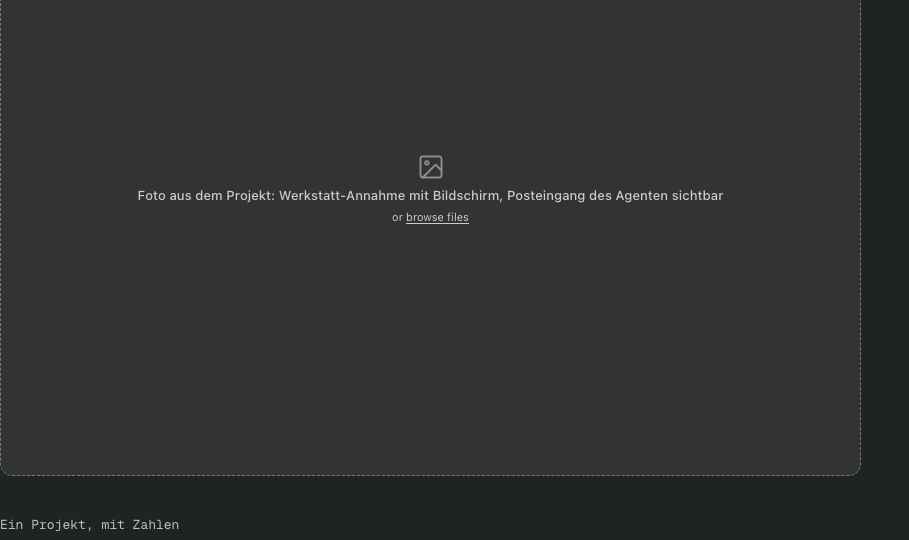 Foto aus dem Projekt: Werkstatt-Annahme mit Bildschirm, Posteingang des Agenten sichtbar
or browse files
Ein Projekt, mit Zahlen